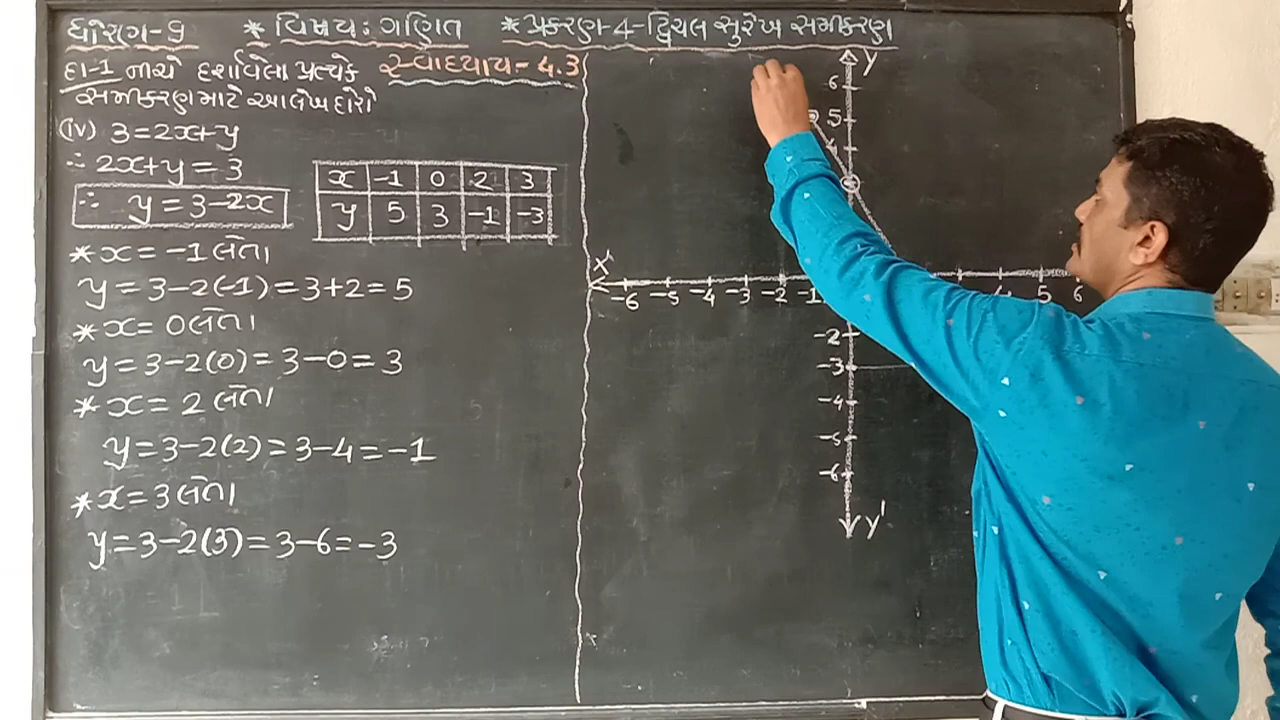 ધોરણ-9 * વિષય: ગણિત * પ્રકરણ-4-દ્વિચલ સુરેખ સમીકરણ
દા-1 નીચે દર્શાવેલા પ્રત્યેક સ્વાધ્યાય-4.3
સમીકરણ માટે આલેખ દોરો
(iv) 3=2x+y
∴ 2x+y=3
∴ y=3-2x
x -1 0 2 3
y 5 3 -1 -3
* x=-1 લેતાં
y=3-2(-1)=3+2=5
* x=0 લેતાં
y=3-2(0)=3-0=3
* x=2 લેતાં
y=3-2(2)=3-4=-1
* x=3 લેતાં
y=3-2(3)=3-6=-3
Y
6
5
X'
-6 -5 -4 -3 -2 -1 5 6
-2
-3
-4
-5
-6
Y'